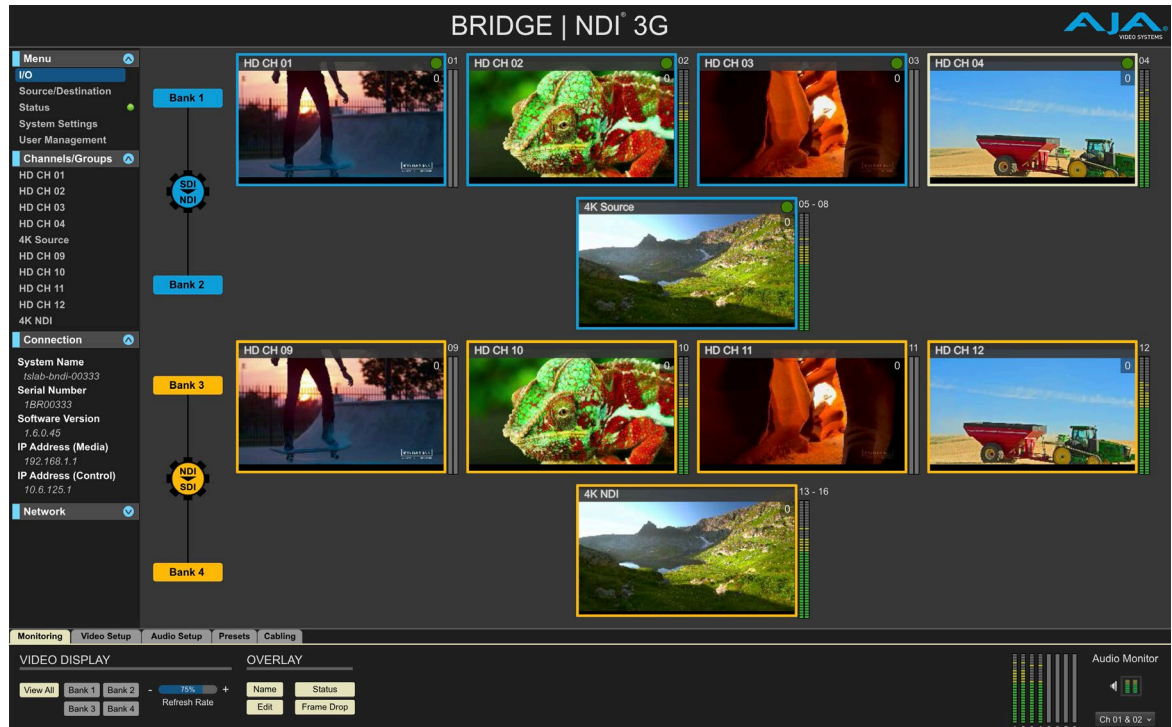 BRIDGE | NDI® 3G
AJA
VIDEO SYSTEMS
Menu
I/O
Source/Destination
Status
System Settings
User Management
Channels/Groups
HD CH 01
HD CH 02
HD CH 03
HD CH 04
4K Source
HD CH 09
HD CH 10
HD CH 11
HD CH 12
4K NDI
Connection
System Name
tslab-bndi-00333
Serial Number
1BR00333
Software Version
1.6.0.45
IP Address (Media)
192.168.1.1
IP Address (Control)
10.6.125.1
Network
Bank 1
SDI
NDI
Bank 2
HD CH 01 0 01
HD CH 02 0 02
HD CH 03 0 03
HD CH 04 0 04
4K Source 0 05 - 08
Bank 3
NDI
SDI
Bank 4
HD CH 09 0 09
HD CH 10 0 10
HD CH 11 0 11
HD CH 12 0 12
4K NDI 0 13 - 16
Monitoring Video Setup Audio Setup Presets Cabling
VIDEO DISPLAY
View All Bank 1 Bank 2 - 75% +
Bank 3 Bank 4 Refresh Rate
OVERLAY
Name Status
Edit Frame Drop
Audio Monitor
Ch 01 & 02